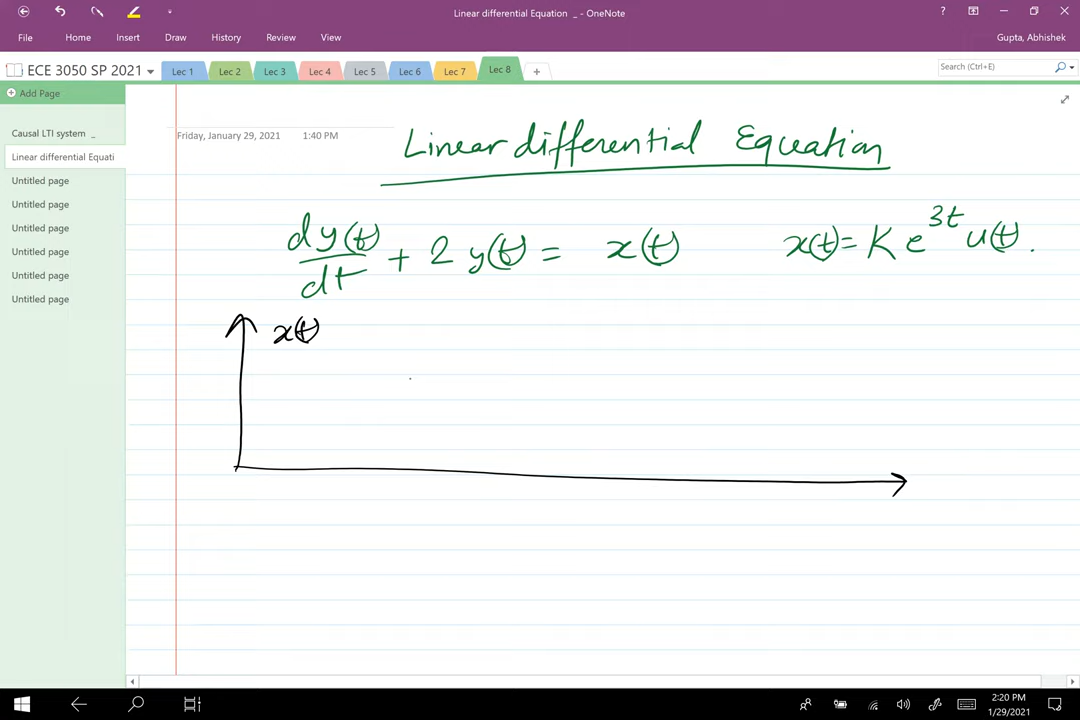 Linear differential Equation _ - OneNote
File Home Insert Draw History Review View
Gupta, Abhishek
ECE 3050 SP 2021
Lec 1 Lec 2 Lec 3 Lec 4 Lec 5 Lec 6 Lec 7 Lec 8
Search (Ctrl+E)
Add Page
Causal LTI system _
Linear differential Equati
Untitled page
Untitled page
Untitled page
Untitled page
Untitled page
Untitled page
Friday, January 29, 2021 1:40 PM
Linear differential Equation
dy(t)/dt + 2 y(t) = x(t) x(t) = K e^{3t} u(t).
x(t)
2:20 PM
1/29/2021